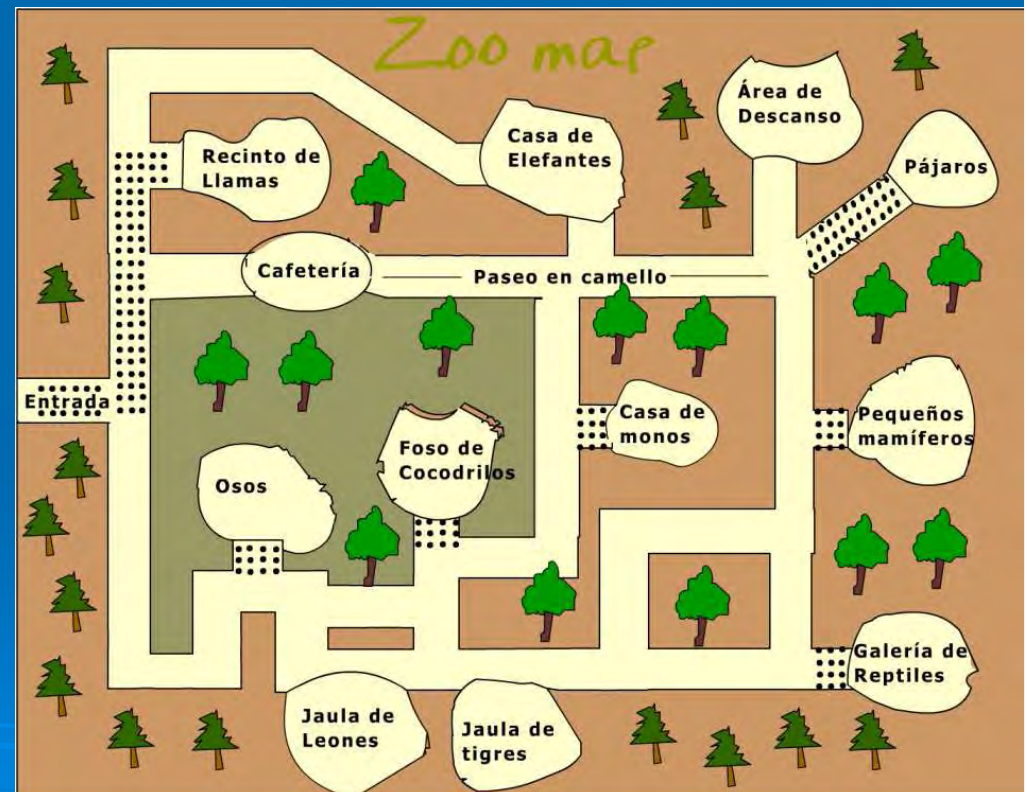 Zoo map
Área de
Descanso
Casa de
Elefantes
Recinto de
Llamas
Pájaros
Cafetería
Paseo en camello
Entrada
Casa de
monos
Pequeños
mamíferos
Foso de
Cocodrilos
Osos
Galería de
Reptiles
Jaula de
Leones
Jaula de
tigres